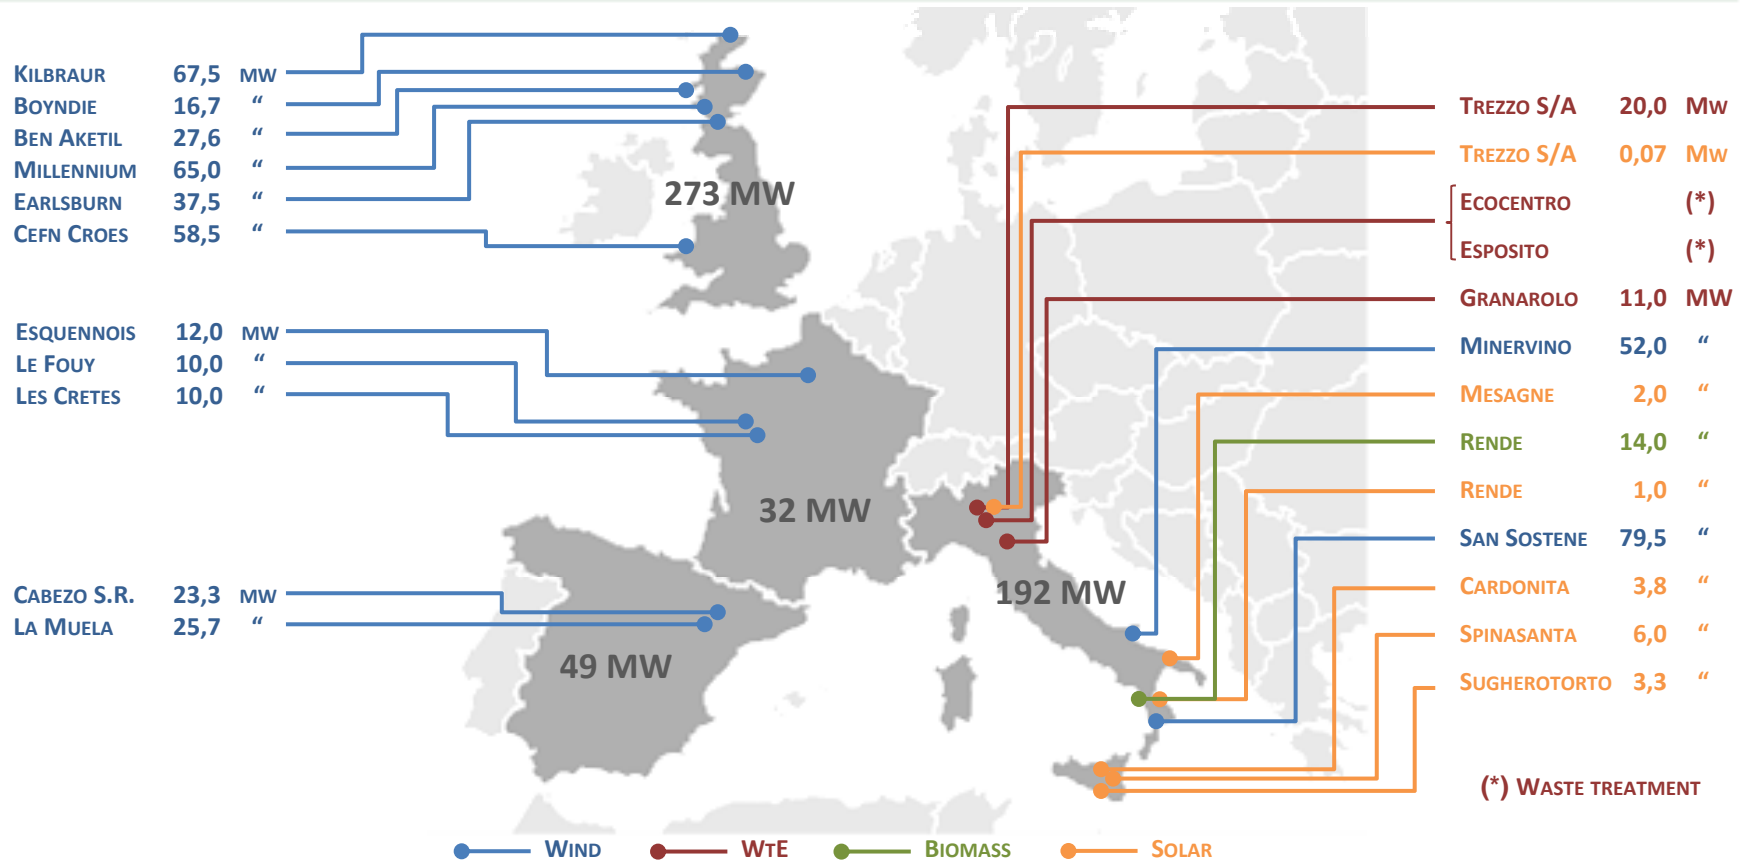 KILBRAUR 67,5 MW
BOYNDIE 16,7 “
BEN AKETIL 27,6 “
MILLENNIUM 65,0 “
EARLSBURN 37,5 “
CEFN CROES 58,5 “
ESQUENNOIS 12,0 MW
LE FOUY 10,0 “
LES CRETES 10,0 “
CABEZO S.R. 23,3 MW
LA MUELA 25,7 “
273 MW
32 MW
49 MW
192 MW
TREZZO S/A 20,0 MW
TREZZO S/A 0,07 MW
ECOCENTRO (*)
ESPOSITO (*)
GRANAROLO 11,0 MW
MINERVINO 52,0 “
MESAGNE 2,0 “
RENDE 14,0 “
RENDE 1,0 “
SAN SOSTENE 79,5 “
CARDONITA 3,8 “
SPINASANTA 6,0 “
SUGHEROTORTO 3,3 “
(*) WASTE TREATMENT
WIND WTE BIOMASS SOLAR